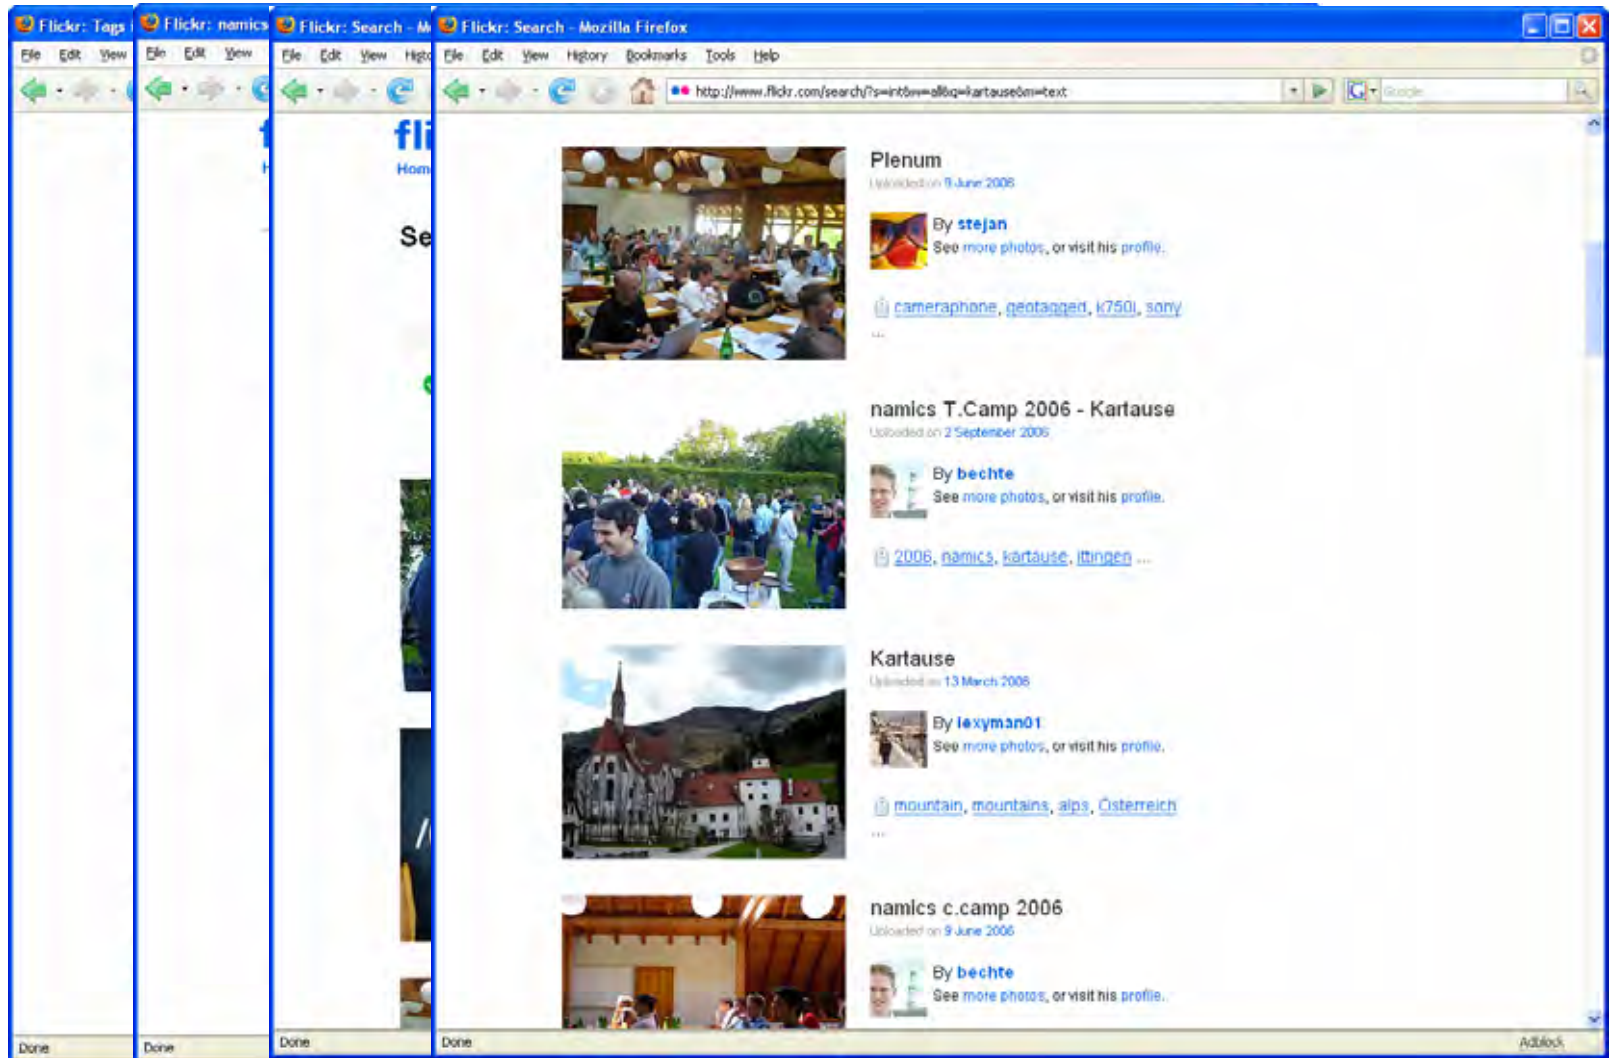 Flickr: Tags
File Edit View
Done
Flickr: namics
File Edit View
Done
Flickr: Search - M
File Edit View Histo
fli
Hom
Se
Done
Flickr: Search - Mozilla Firefox
File Edit View History Bookmarks Tools Help
http://www.flickr.com/search/?s=int&w=all&q=kartause&m=text
G Google
Plenum
Uploaded on 9 June 2006
By stejan
See more photos, or visit his profile.
cameraphone, geotagged, k750i, sony
...
namics T.Camp 2006 - Kartause
Uploaded on 2 September 2006
By bechte
See more photos, or visit his profile.
2006, namics, kartause, ittingen ...
Kartause
Uploaded on 13 March 2006
By lexyman01
See more photos, or visit his profile.
mountain, mountains, alps, Österreich
...
namics c.camp 2006
Uploaded on 9 June 2006
By bechte
See more photos, or visit his profile.
Done
Adblock